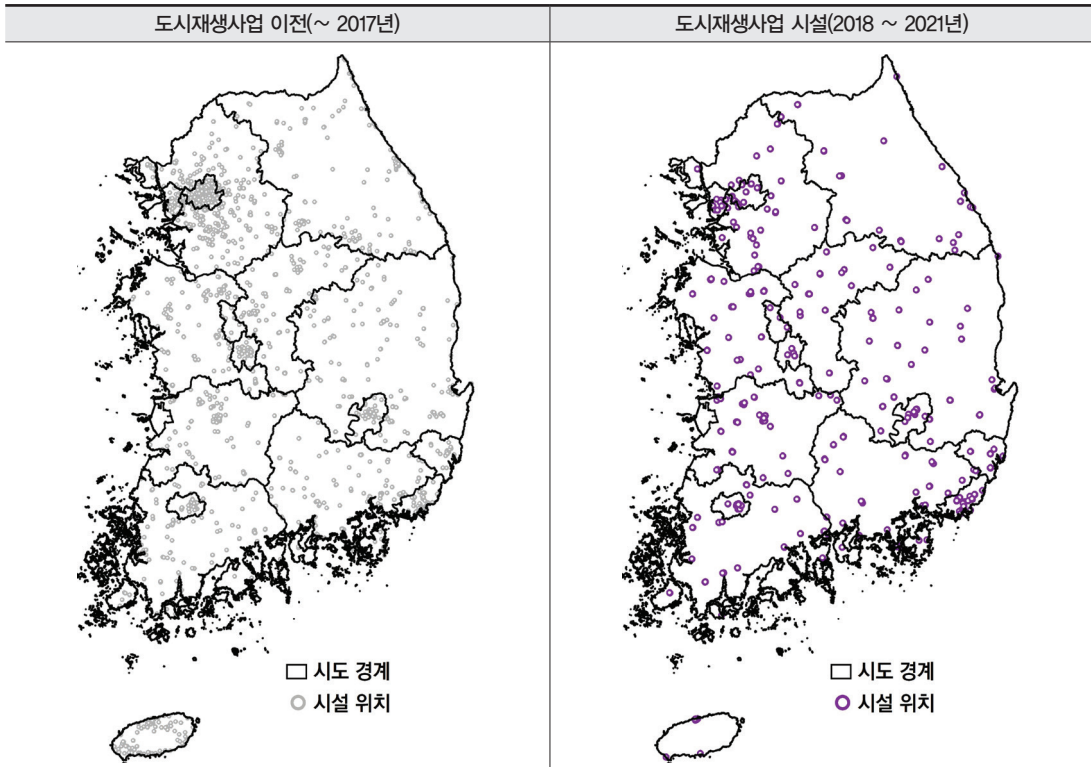 도시재생사업 이전(~ 2017년)
도시재생사업 시설(2018 ~ 2021년)
시도 경계
시설 위치
시도 경계
시설 위치